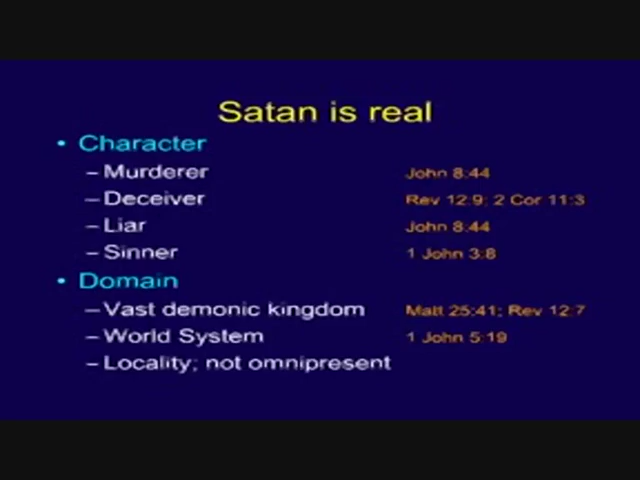 Satan is real
• Character
– Murderer John 8:44
– Deceiver Rev 12:9; 2 Cor 11:3
– Liar John 8:44
– Sinner 1 John 3:8
• Domain
– Vast demonic kingdom Matt 25:41; Rev 12:7
– World System 1 John 5:19
– Locality; not omnipresent